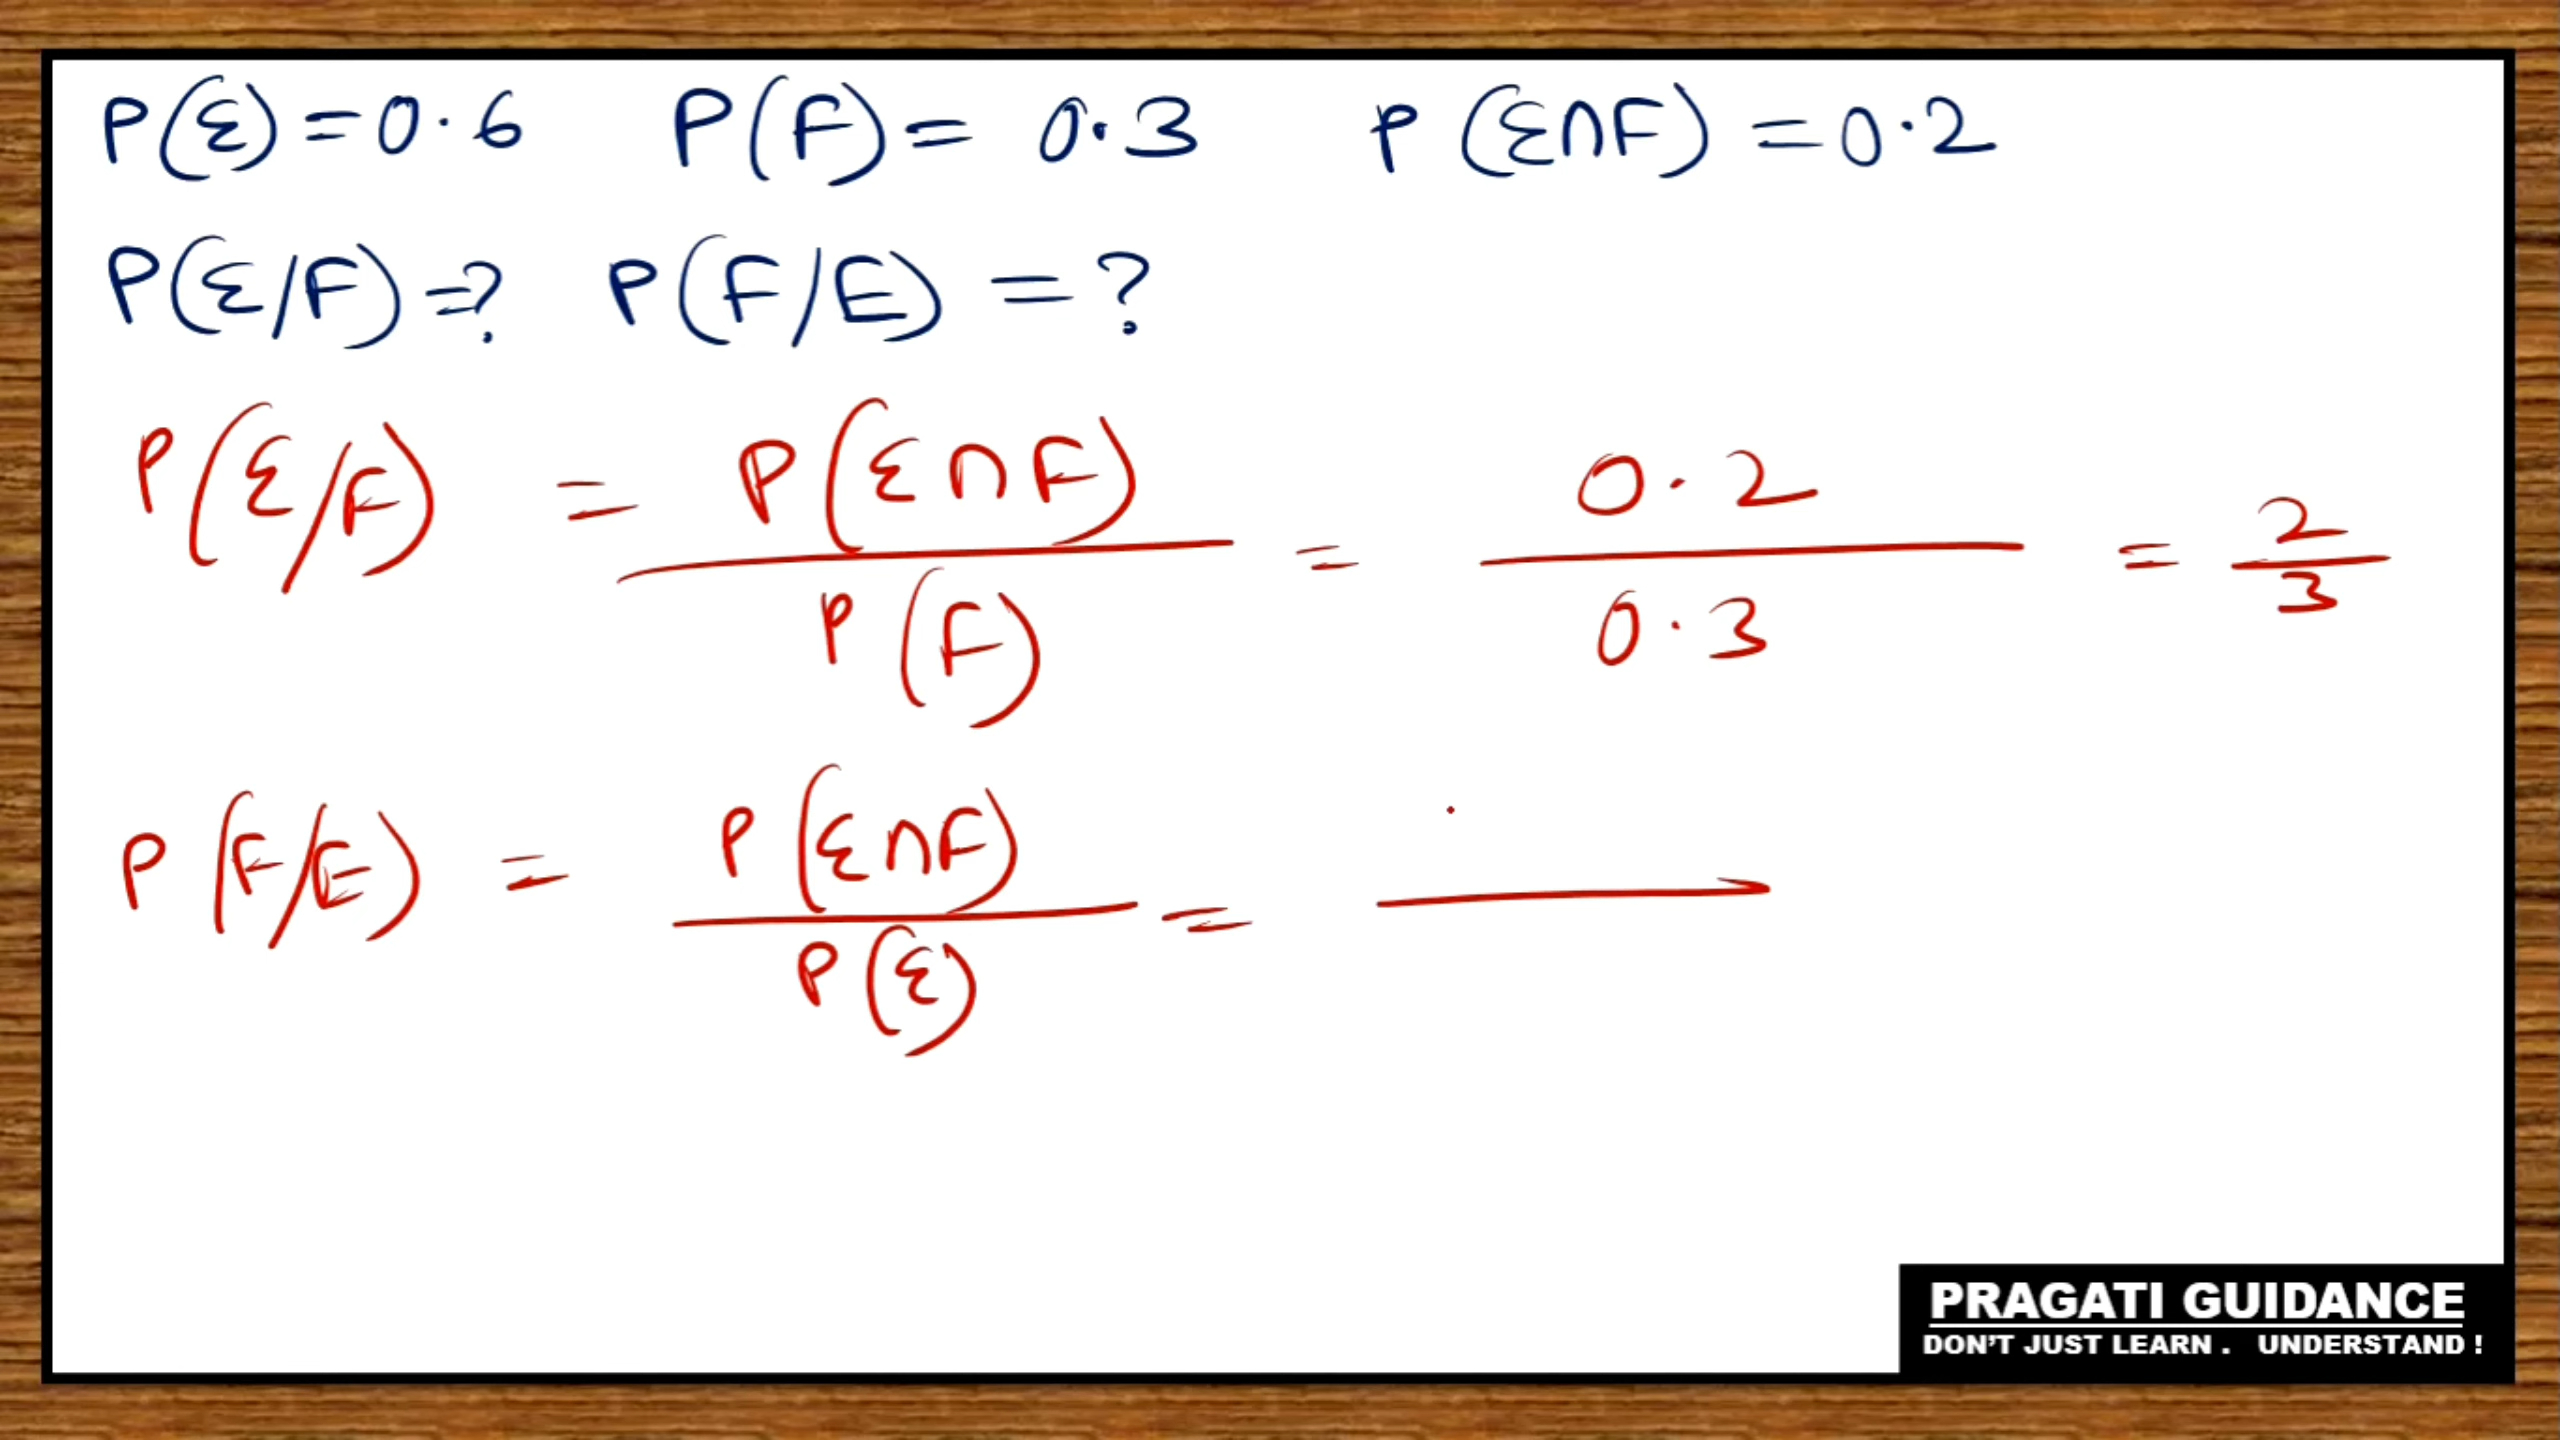 P(E) = 0.6 P(F) = 0.3 P(E∩F) = 0.2
P(E/F) = ? P(F/E) = ?
P(E/F) = P(E∩F) / P(F) = 0.2 / 0.3 = 2/3
P(F/E) = P(E∩F) / P(E) =
PRAGATI GUIDANCE
DON'T JUST LEARN. UNDERSTAND!